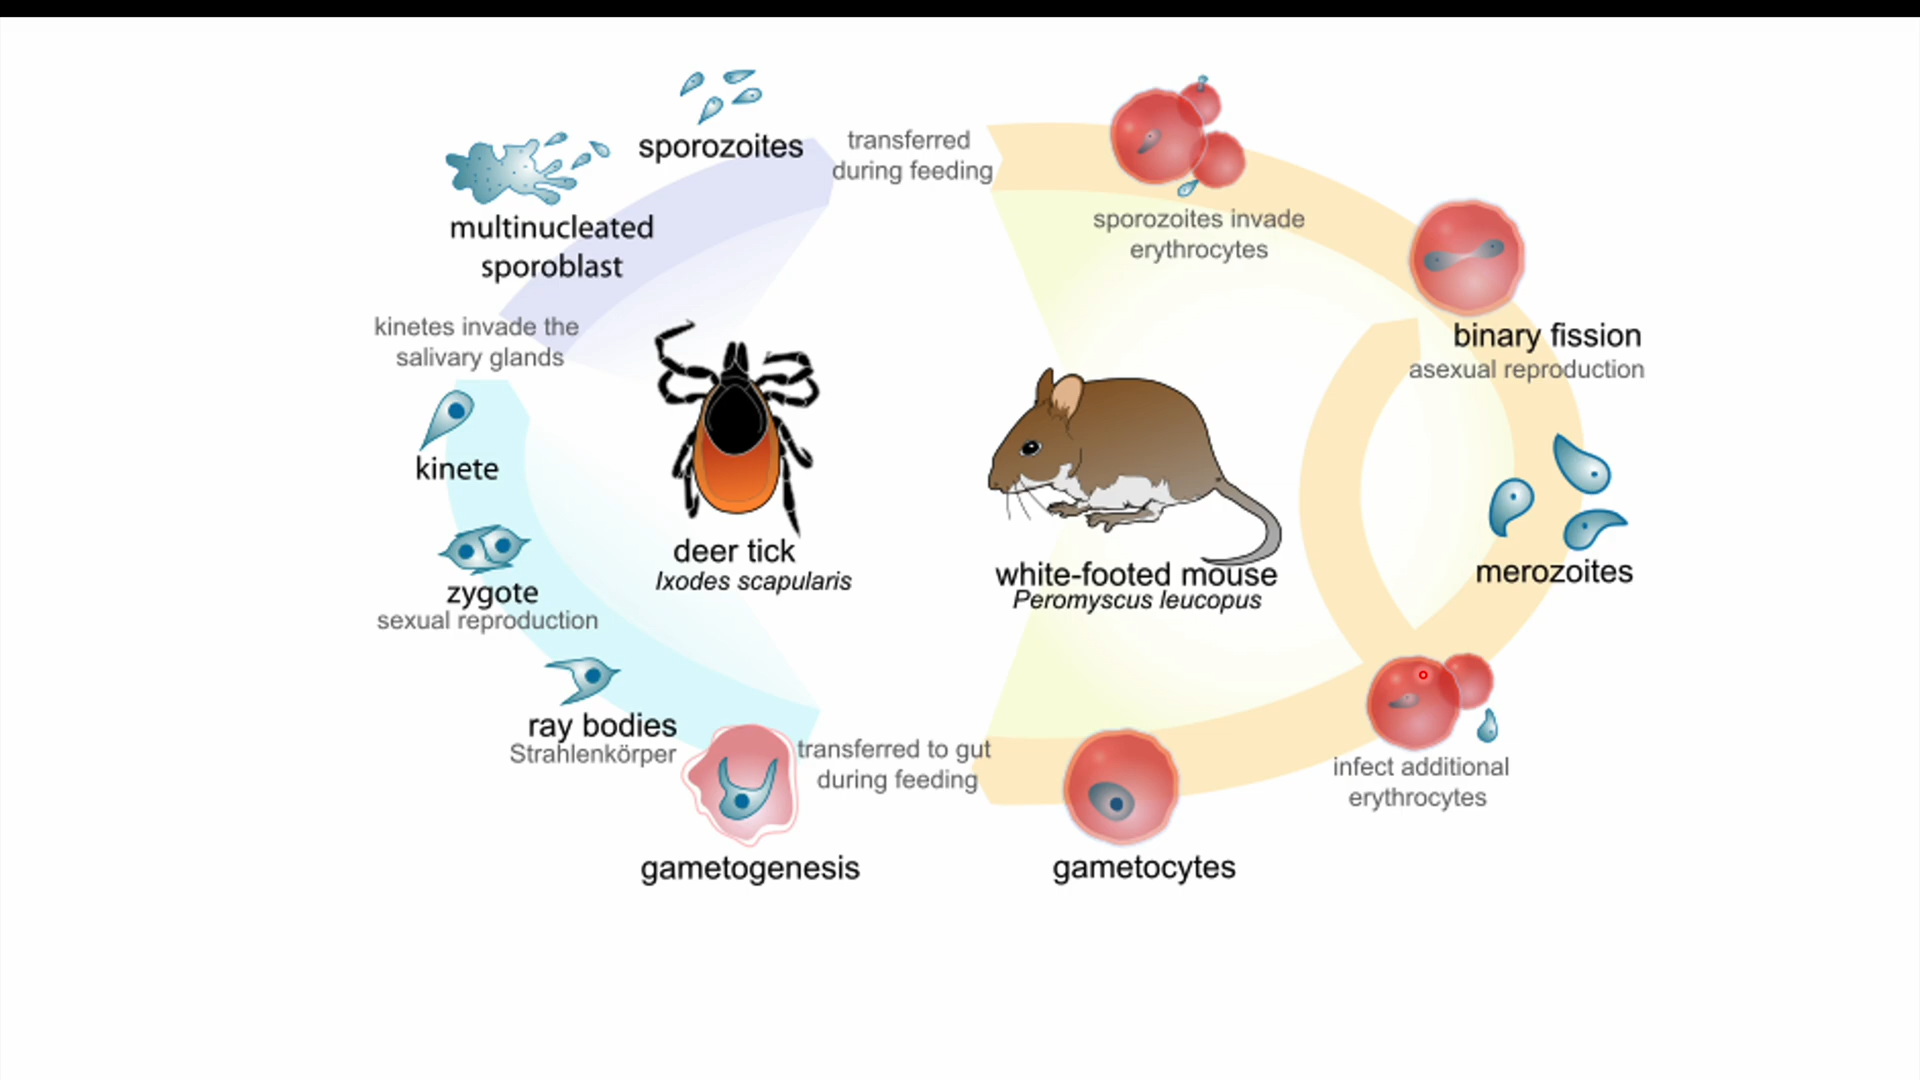 sporozoites
transferred
during feeding
multinucleated
sporoblast
sporozoites invade
erythrocytes
kinetes invade the
salivary glands
binary fission
asexual reproduction
kinete
deer tick
Ixodes scapularis
white-footed mouse
Peromyscus leucopus
merozoites
zygote
sexual reproduction
ray bodies
Strahlenkörper
transferred to gut
during feeding
infect additional
erythrocytes
gametogenesis
gametocytes